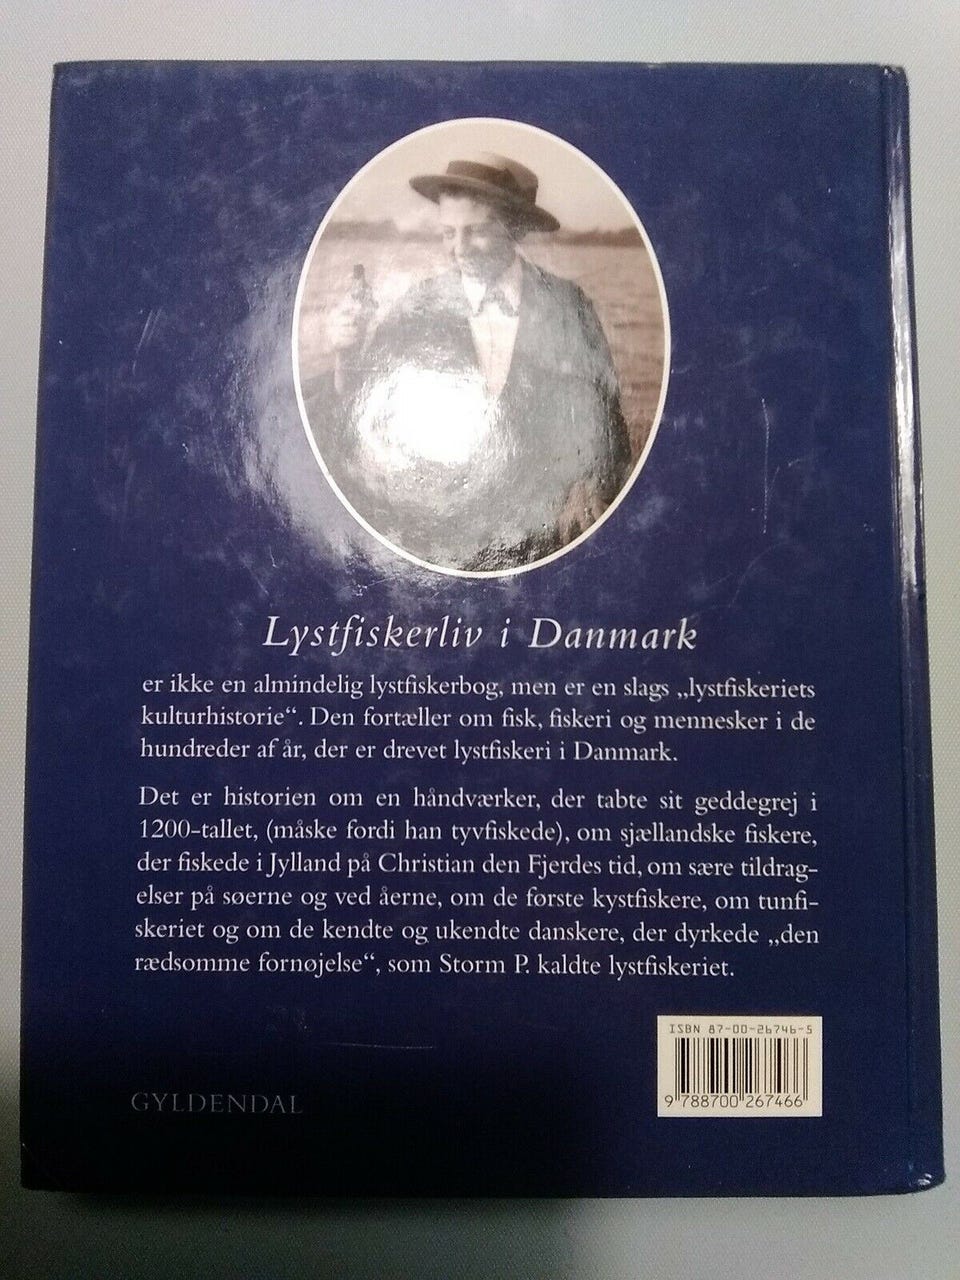 Lystfiskerliv i Danmark
er ikke en almindelig lystfiskerbog, men er en slags „lystfiskeriets
kulturhistorie“. Den fortæller om fisk, fiskeri og mennesker i de
hundreder af år, der er drevet lystfiskeri i Danmark.
Det er historien om en håndværker, der tabte sit geddegrej i
1200-tallet, (måske fordi han tyvfiskede), om sjællandske fiskere,
der fiskede i Jylland på Christian den Fjerdes tid, om sære tildrag-
elser på søerne og ved åerne, om de første kystfiskere, om tunfi-
skeriet og om de kendte og ukendte danskere, der dyrkede „den
rædsomme fornøjelse“, som Storm P. kaldte lystfiskeriet.
ISBN 87-00-26746-5
9 788700 267466
GYLDENDAL